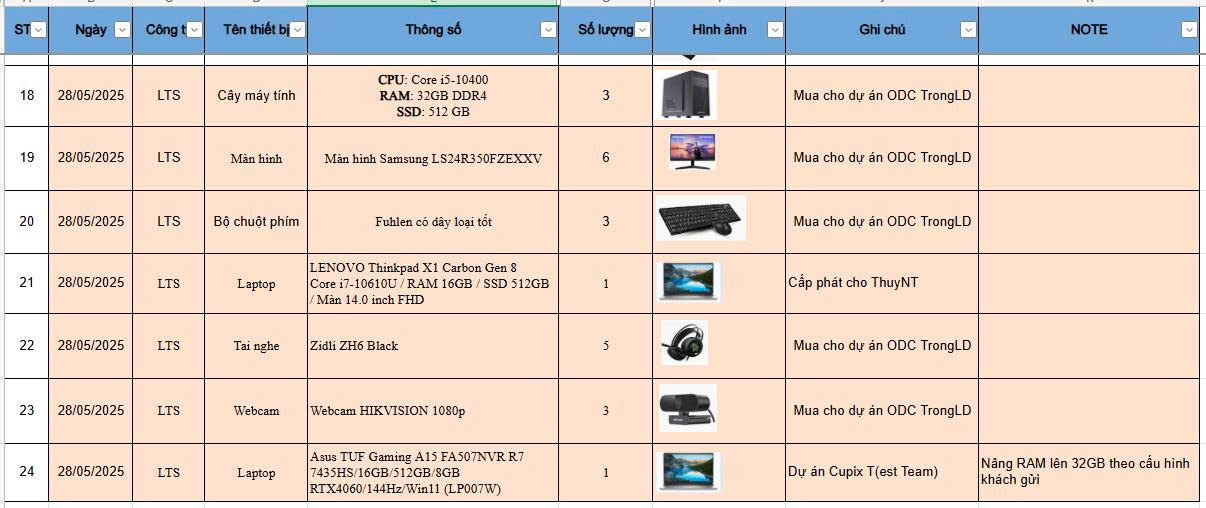 ST Ngày Công t Tên thiết bị Thông số Số lượng Hình ảnh Ghi chú NOTE
18 28/05/2025 LTS Cây máy tính CPU: Core i5-10400 3 Mua cho dự án ODC TrongLD
RAM: 32GB DDR4
SSD: 512 GB
19 28/05/2025 LTS Màn hình Màn hình Samsung LS24R350FZEXXV 6 Mua cho dự án ODC TrongLD
20 28/05/2025 LTS Bộ chuột phím Fuhlen có dây loại tốt 3 Mua cho dự án ODC TrongLD
21 28/05/2025 LTS Laptop LENOVO Thinkpad X1 Carbon Gen 8 1 Cấp phát cho ThuyNT
Core i7-10610U / RAM 16GB / SSD 512GB
/ Màn 14.0 inch FHD
22 28/05/2025 LTS Tai nghe Zidli ZH6 Black 5 Mua cho dự án ODC TrongLD
23 28/05/2025 LTS Webcam Webcam HIKVISION 1080p 3 Mua cho dự án ODC TrongLD
24 28/05/2025 LTS Laptop Asus TUF Gaming A15 FA507NVR R7 1 Dự án Cupix T(est Team) Nâng RAM lên 32GB theo cấu hình
7435HS/16GB/512GB/8GB khách gửi
RTX4060/144Hz/Win11 (LP007W)